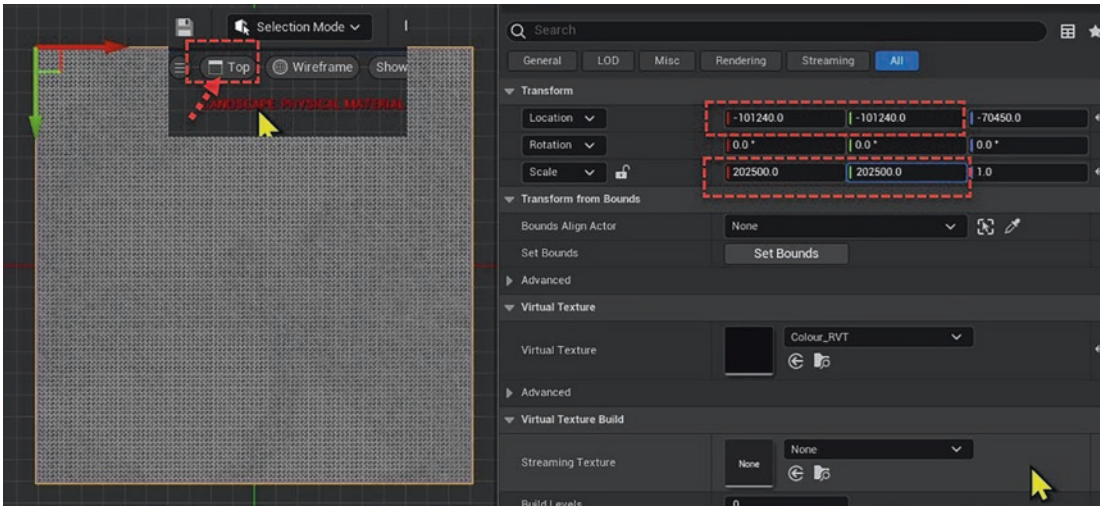 Selection Mode
Top
Wireframe
Show
LANDSCAPE PHYSICAL MATERIAL
Search
General
LOD
Misc
Rendering
Streaming
All
Transform
Location
-101240.0
-101240.0
-70450.0
Rotation
0.0 °
0.0 °
0.0 °
Scale
202500.0
202500.0
1.0
Transform from Bounds
Bounds Align Actor
None
Set Bounds
Set Bounds
Advanced
Virtual Texture
Virtual Texture
Colour_RVT
Advanced
Virtual Texture Build
Streaming Texture
None
None
Build Levels
0